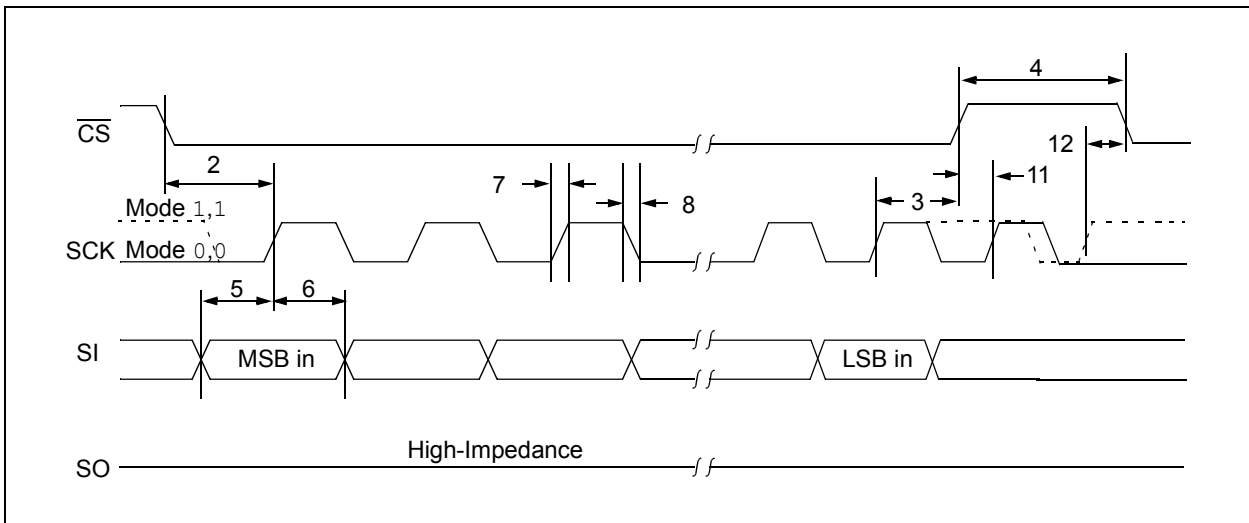 4
CS
12
2
7
8
3
11
Mode 1,1
SCK Mode 0,0
5
6
SI
MSB in
LSB in
High-Impedance
SO